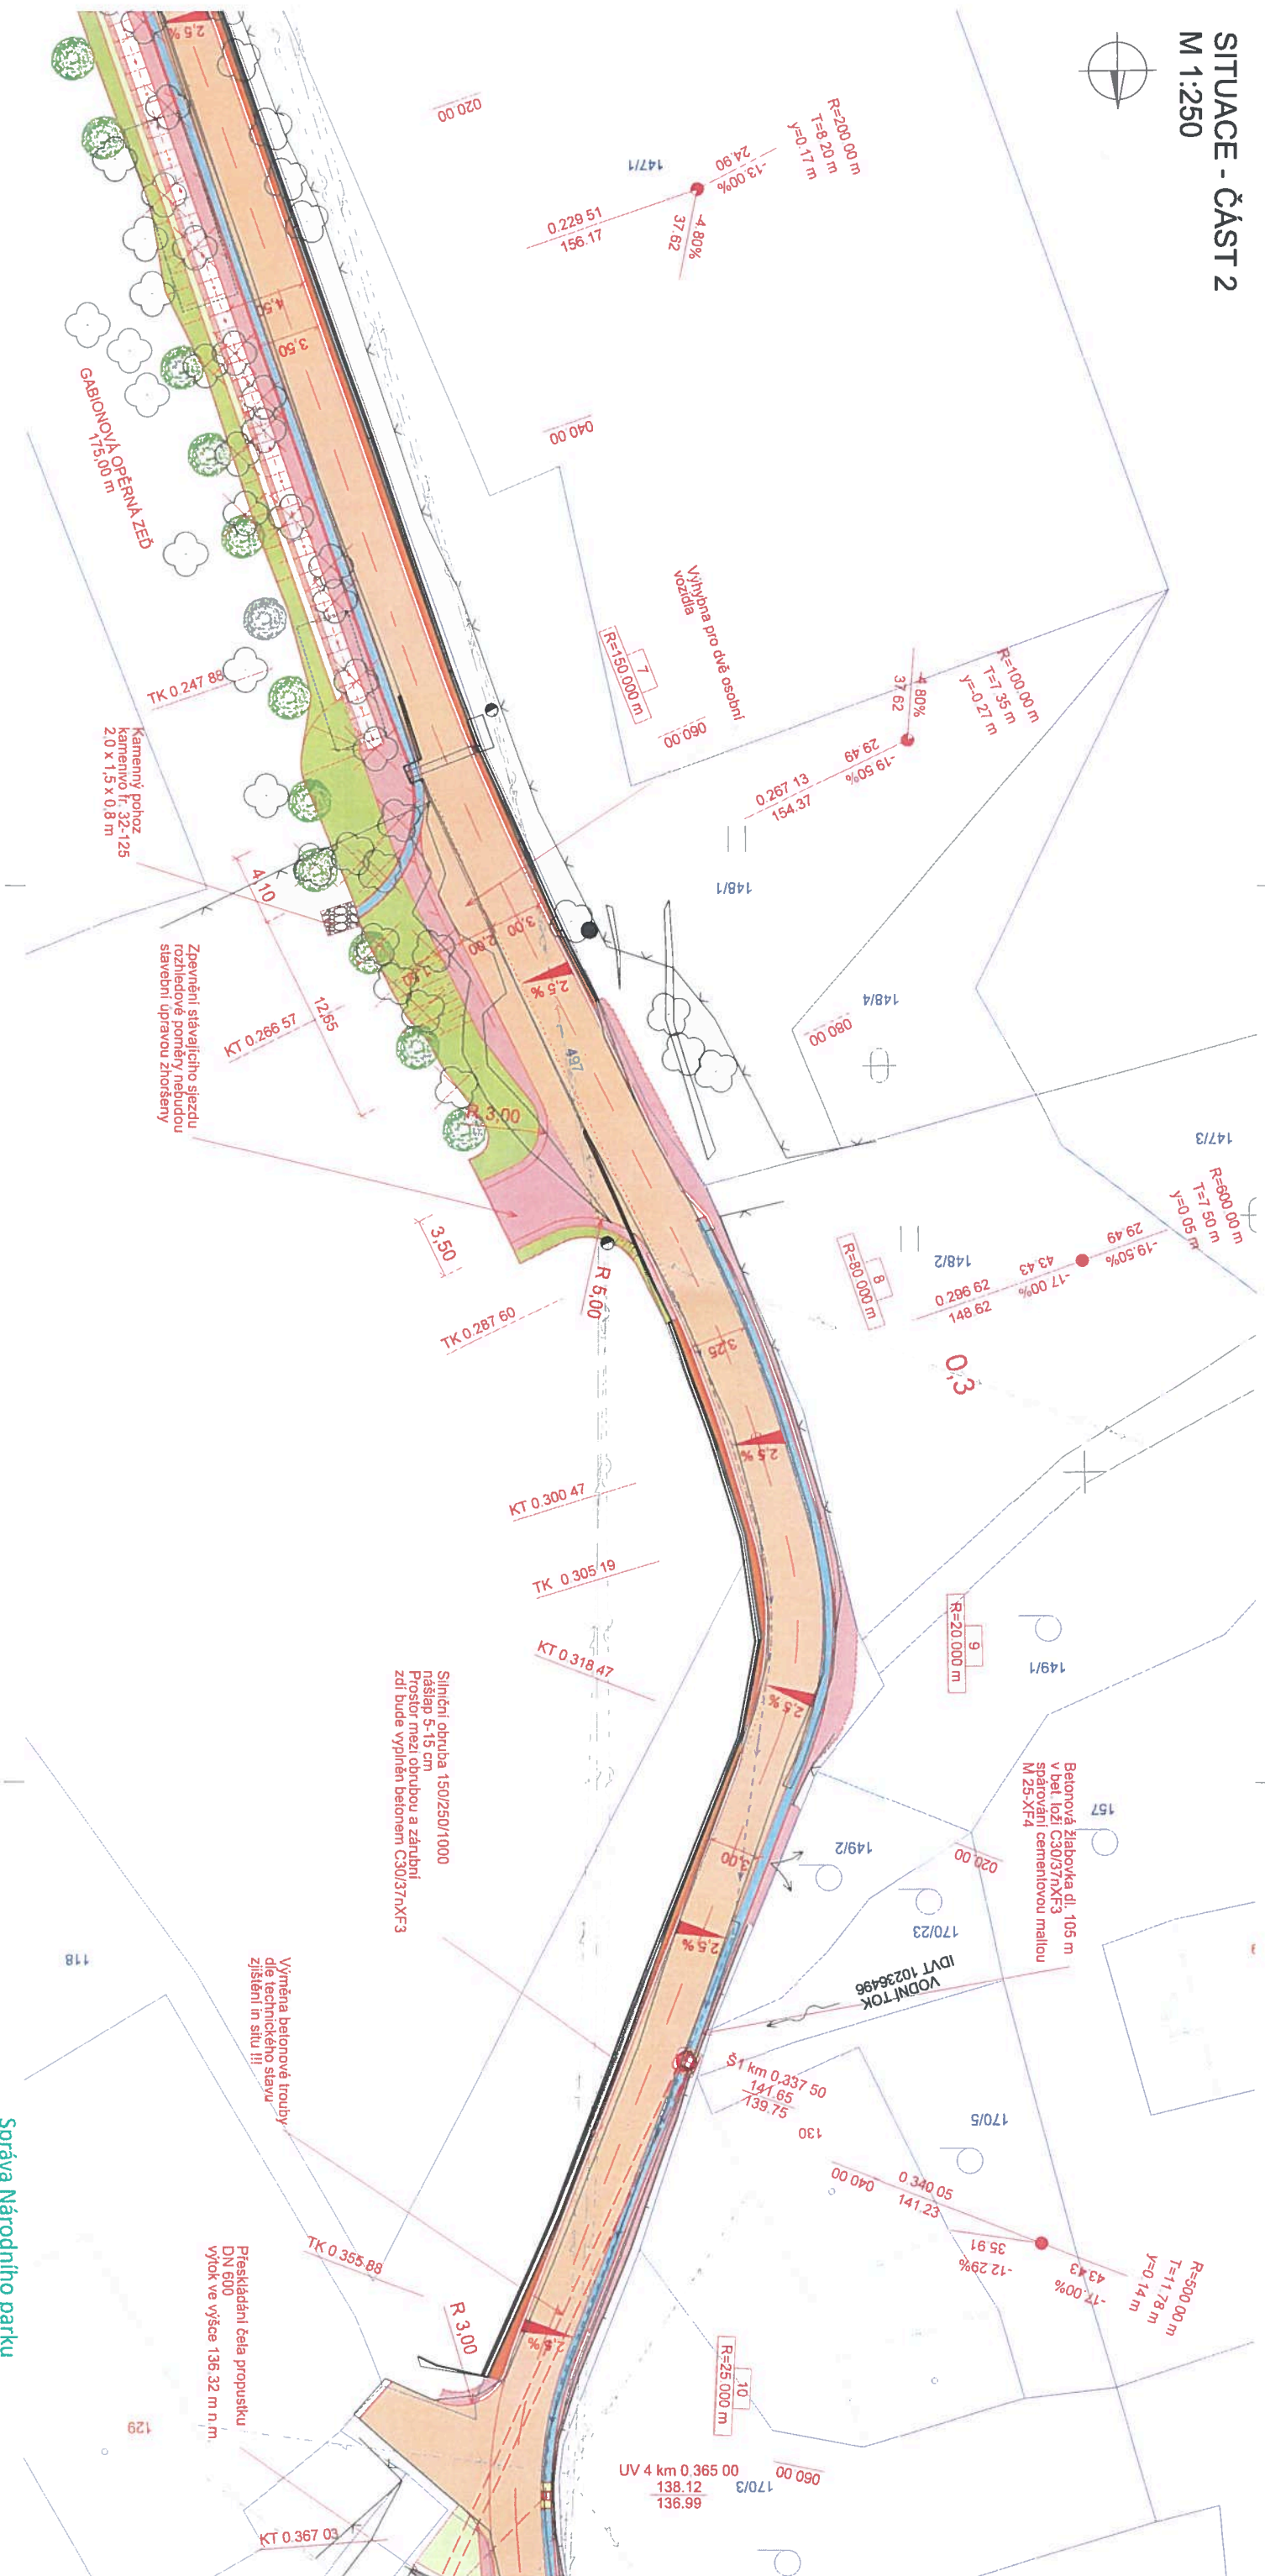 SITUACE - ČÁST 2
M 1:250
2,5 %
020 00
147/1
R=200.00 m
T=8.20 m
y=0.17 m
24.90
-13.00%
-4.80%
37.62
0.229 51
156.17
4,50
3,50
GABIONOVÁ OPĚRNÁ ZEĎ
175,00 m
040 00
Výhybna pro dvě osobní
vozidla
7
R=150.000 m
060 00
R=100.00 m
T=7.35 m
y=-0.27 m
-4.80%
37.62
29.49
-19.50%
0.267 13
154.37
TK 0.247 88
Kamenný pohoz
kamenivo fr. 32-125
2,0 x 1,5 x 0,8 m
148/1
4,10
12,65
3,00
2,00
2,5 %
497
148/4
080 00
KT 0.266 57
Zpevnění stávajícího sjezdu
rozhledové poměry nebudou
stavební úpravou zhoršeny
R 3,00
3,50
R 5,00
147/3
R=600.00 m
T=7.50 m
y=0.05 m
29.49
-19.50%
43.43
-17.00%
0.296 62
148.62
148/2
8
R=80.000 m
0,3
TK 0.287 60
3,25
2,5 %
KT 0.300 47
TK 0.305 19
KT 0.318 47
9
R=20.000 m
149/1
2,5 %
Silniční obruba 150/250/1000
nášlap 5-15 cm
Prostor mezi obrubou a zárubní
zdí bude vyplněn betonem C30/37nXF3
Betonová žlabovka dl. 105 m
v bet. loži C30/37nXF3
spárování cementovou maltou
M 25-XF4
157
149/2
020 00
3,00
170/23
2,5 %
VODNÍ TOK
IDVT 10236496
118
Výměna betonové trouby
dle technického stavu
zjištění in situ !!!
Š1 km 0.337 50
141.65
139.75
130
170/5
040 00
0.340 05
141.23
35.91
-12.29%
43.43
-17.00%
R=500.00 m
T=11.78 m
y=0.14 m
TK 0.355 88
R 3,00
2,5 %
10
R=25.000 m
Přeskládání čela propustku
DN 600
výtok ve výšce 136.32 m n.m.
129
UV 4 km 0.365 00
138.12
136.99
170/3
060 00
KT 0.367 03
Správa Národního parku